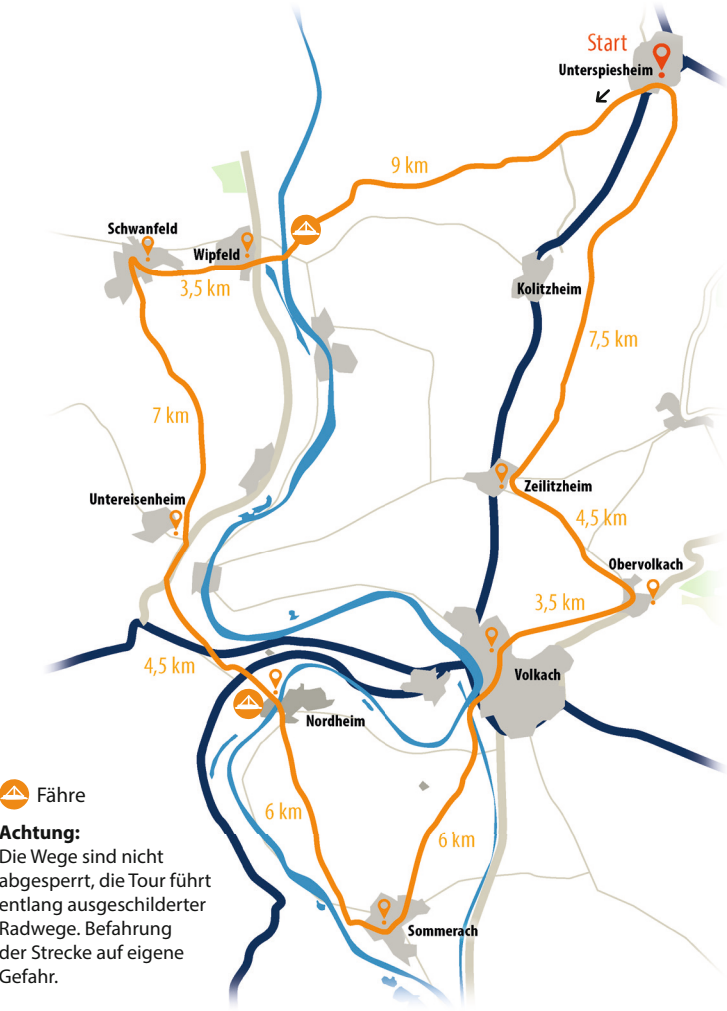 Start
Unterspiesheim
9 km
Schwanfeld
Wipfeld
3,5 km
Kolitzheim
7,5 km
7 km
Untereisenheim
Zeilitzheim
4,5 km
Obervolkach
3,5 km
4,5 km
Volkach
Nordheim
6 km
6 km
Sommerach
Fähre
Achtung:
Die Wege sind nicht
abgesperrt, die Tour führt
entlang ausgeschilderter
Radwege. Befahrung
der Strecke auf eigene
Gefahr.